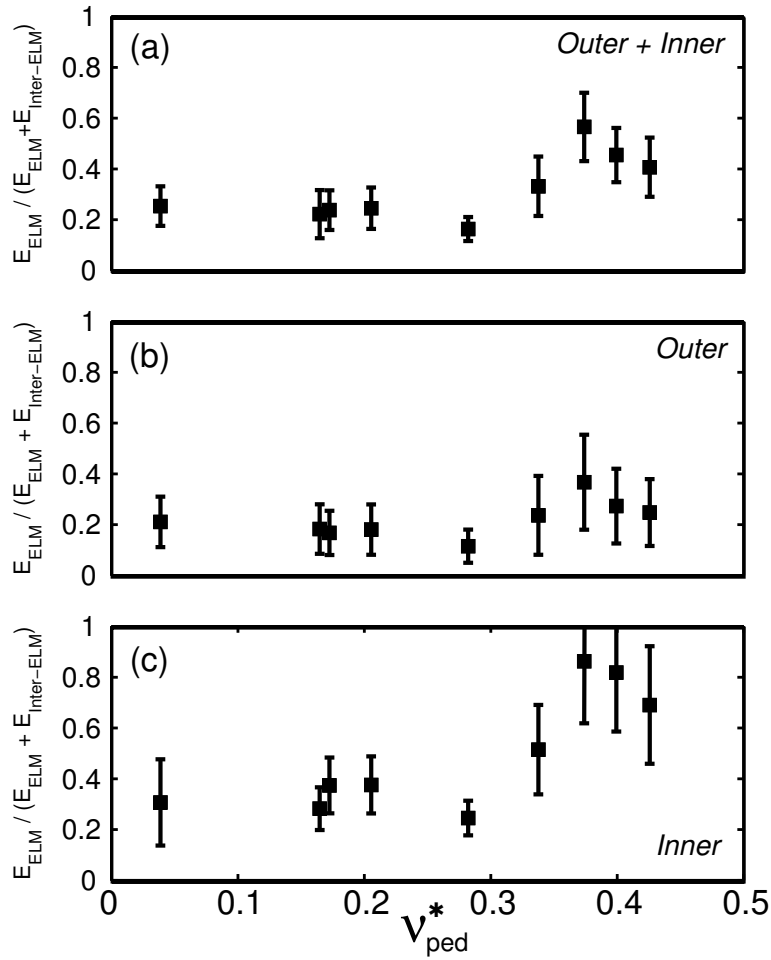 1
0.8
0.6
0.4
0.2
0
(a)
Outer + Inner
E_ELM / (E_ELM+E_Inter−ELM)
1
0.8
0.6
0.4
0.2
0
(b)
Outer
E_ELM / (E_ELM + E_Inter−ELM)
1
0.8
0.6
0.4
0.2
0
(c)
Inner
E_ELM / (E_ELM + E_Inter−ELM)
0 0.1 0.2 0.3 0.4 0.5
ν*_ped